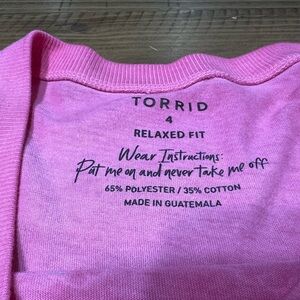 TORRID
4
RELAXED FIT
Wear Instructions:
Put me on and never take me off
65% POLYESTER / 35% COTTON
MADE IN GUATEMALA